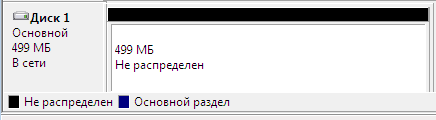 Диск 1
Основной
499 МБ
В сети
499 МБ
Не распределен
Не распределен Основной раздел